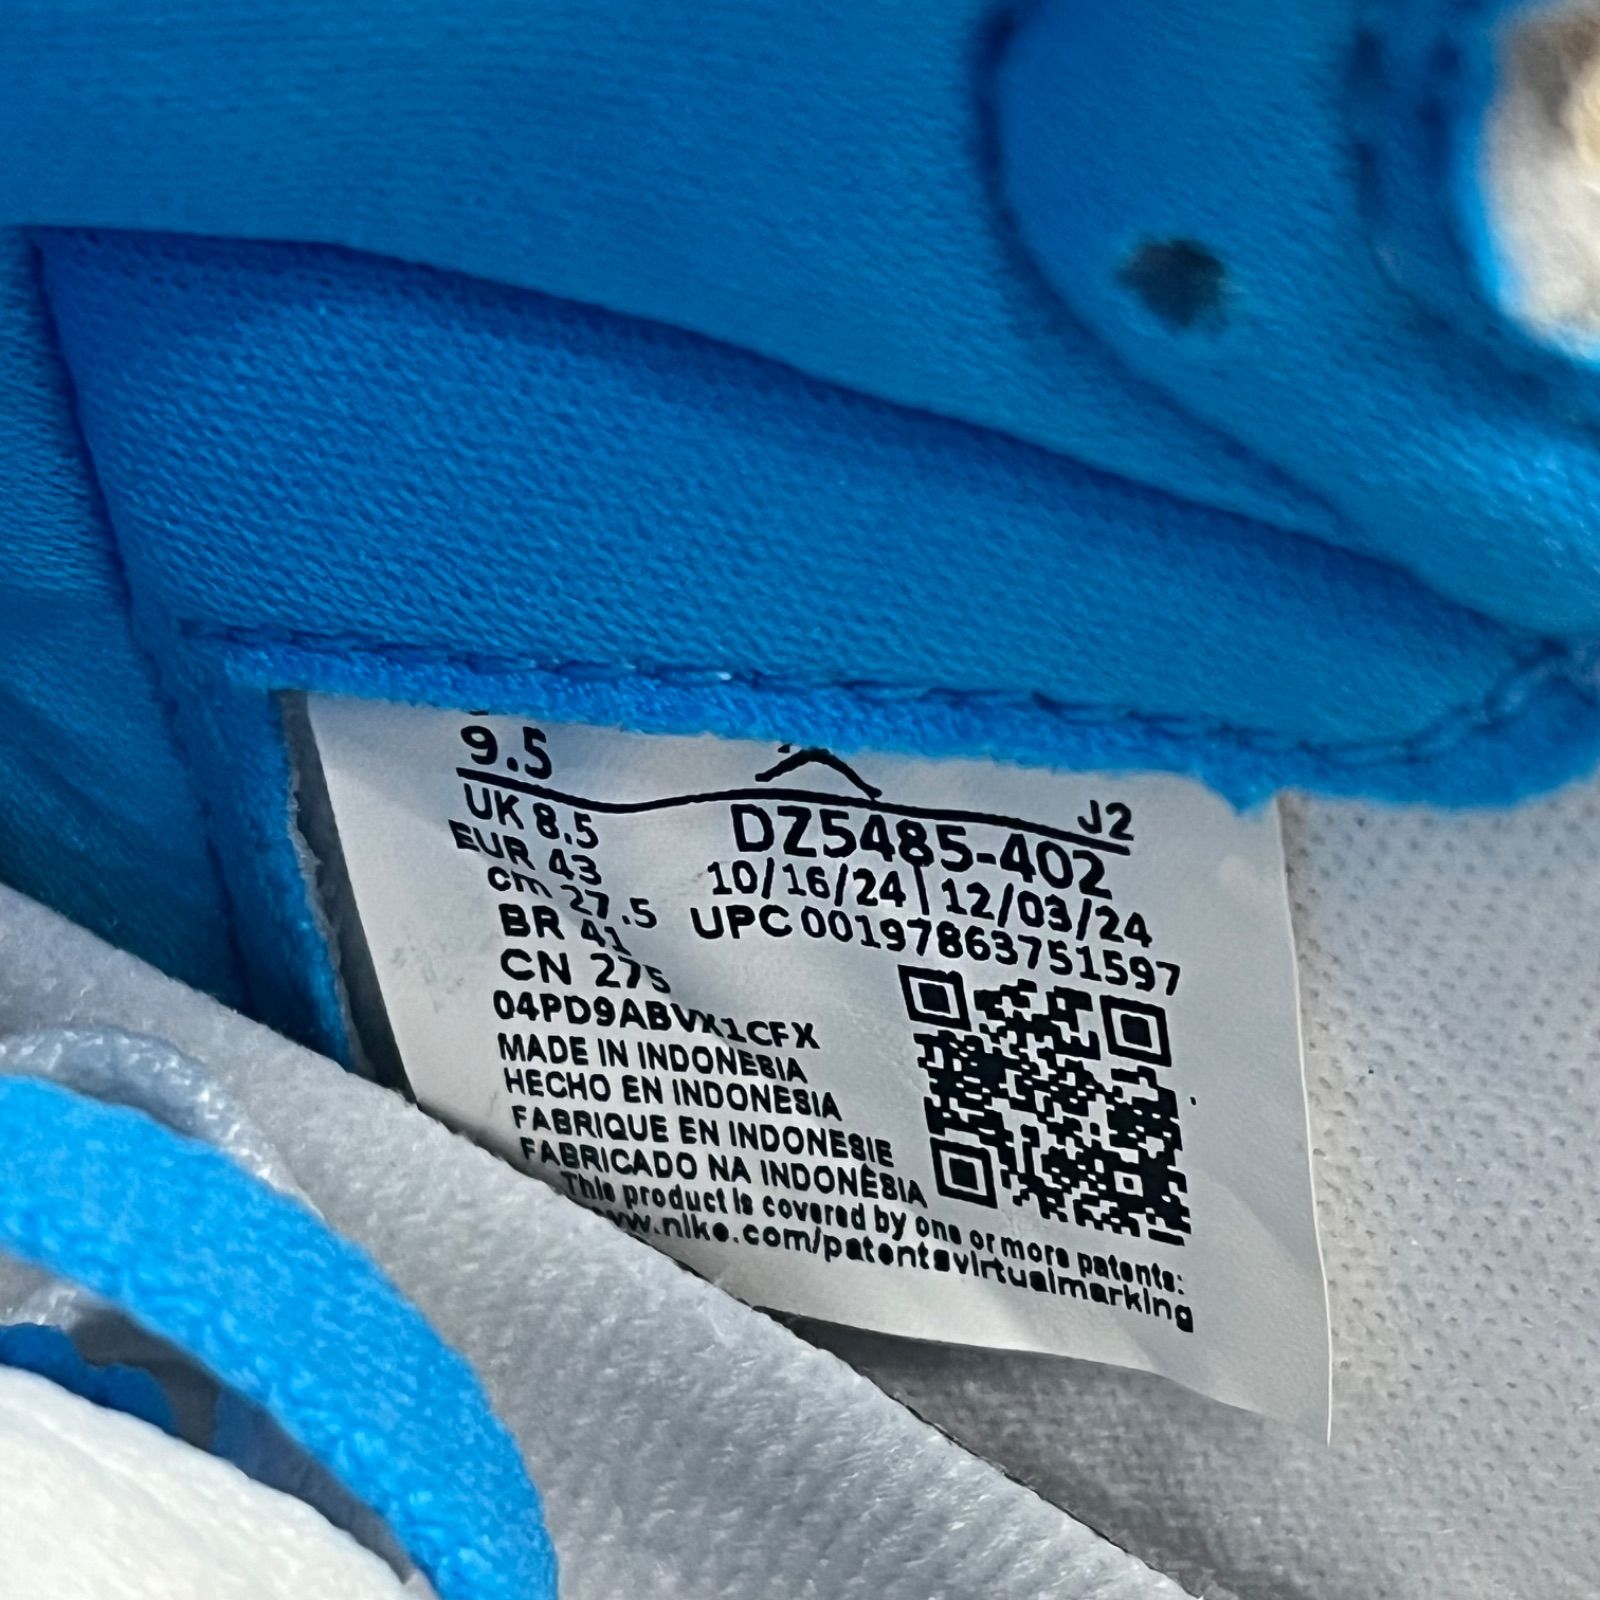 9.5
J2
UK 8.5
EUR 43
cm 27.5
BR 41
CN 275
DZ5485-402
10/16/24 | 12/03/24
UPC 00197863751597
04PD9ABVX1CFX
MADE IN INDONESIA
HECHO EN INDONESIA
FABRIQUE EN INDONESIE
FABRICADO NA INDONÉSIA
This product is covered by one or more patents:
www.nike.com/patentsvirtualmarking